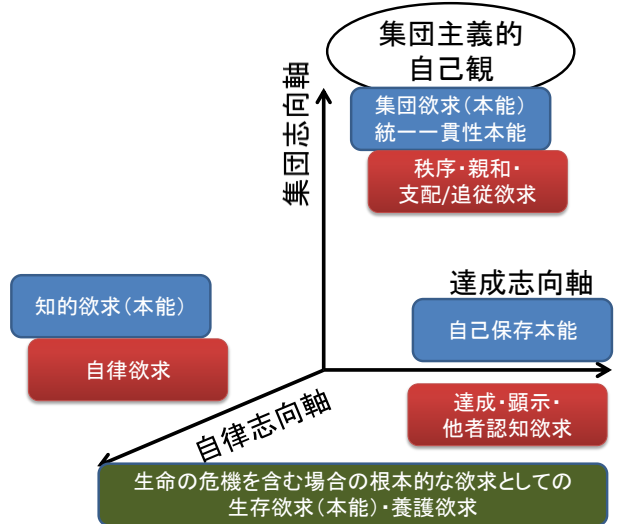 集団主義的
自己観
集団志向軸
集団欲求（本能）
統一一貫性本能
秩序・親和・
支配/追従欲求
達成志向軸
知的欲求（本能）
自己保存本能
自律欲求
達成・顕示・
他者認知欲求
自律志向軸
生命の危機を含む場合の根本的な欲求としての
生存欲求（本能）・養護欲求